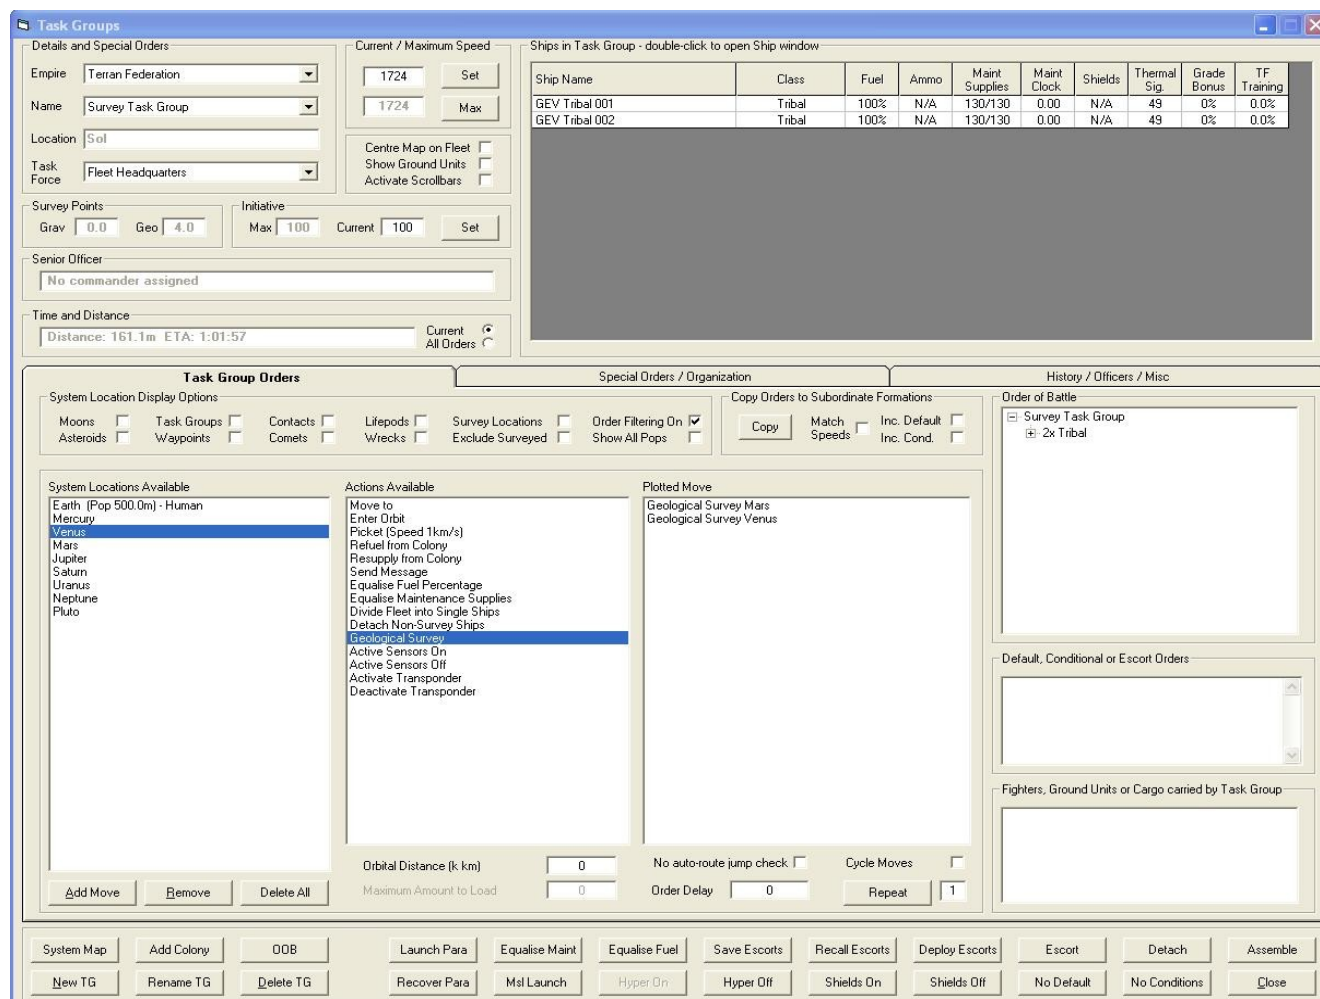 Task Groups
Details and Special Orders
Empire Terran Federation
Name Survey Task Group
Location Sol
Task Force Fleet Headquarters
Current / Maximum Speed
1724 Set
1724 Max
Centre Map on Fleet
Show Ground Units
Activate Scrollbars
Survey Points
Grav 0.0 Geo 4.0
Initiative
Max 100 Current 100 Set
Senior Officer
No commander assigned
Time and Distance
Distance: 161.1m ETA: 1:01:57
Current
All Orders
Ships in Task Group - double-click to open Ship window
Ship Name Class Fuel Ammo Maint Supplies Maint Clock Shields Thermal Sig. Grade Bonus TF Training
GEV Tribal 001 Tribal 100% N/A 130/130 0.00 N/A 49 0% 0.0%
GEV Tribal 002 Tribal 100% N/A 130/130 0.00 N/A 49 0% 0.0%
Task Group Orders Special Orders / Organization History / Officers / Misc
System Location Display Options
Moons Task Groups Contacts Lifepods Survey Locations Order Filtering On
Asteroids Waypoints Comets Wrecks Exclude Surveyed Show All Pops
Copy Orders to Subordinate Formations
Copy Match Speeds Inc. Default
Inc. Cond.
Order of Battle
Survey Task Group
2x Tribal
System Locations Available
Earth (Pop 500.0m) - Human
Mercury
Venus
Mars
Jupiter
Saturn
Uranus
Neptune
Pluto
Add Move Remove Delete All
Actions Available
Move to
Enter Orbit
Picket (Speed 1km/s)
Refuel from Colony
Resupply from Colony
Send Message
Equalise Fuel Percentage
Equalise Maintenance Supplies
Divide Fleet into Single Ships
Detach Non-Survey Ships
Geological Survey
Active Sensors On
Active Sensors Off
Activate Transponder
Deactivate Transponder
Orbital Distance (k km) 0
Maximum Amount to Load 0
Plotted Move
Geological Survey Mars
Geological Survey Venus
No auto-route jump check Cycle Moves
Order Delay 0 Repeat 1
Default, Conditional or Escort Orders
Fighters, Ground Units or Cargo carried by Task Group
System Map Add Colony OOB Launch Para Equalise Maint Equalise Fuel Save Escorts Recall Escorts Deploy Escorts Escort Detach Assemble
New TG Rename TG Delete TG Recover Para Msl Launch Hyper On Hyper Off Shields On Shields Off No Default No Conditions Close